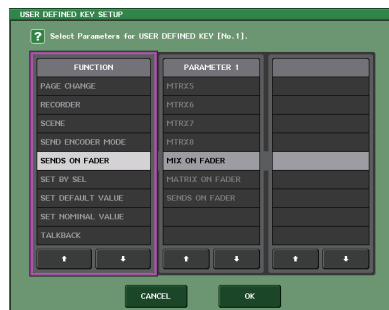 USER DEFINED KEY SETUP
? Select Parameters for USER DEFINED KEY [No.1].
FUNCTION
PAGE CHANGE
RECORDER
SCENE
SEND ENCODER MODE
SENDS ON FADER
SET BY SEL
SET DEFAULT VALUE
SET NOMINAL VALUE
TALKBACK
PARAMETER 1
MTRX5
MTRX6
MTRX7
MTRX8
MIX ON FADER
MATRIX ON FADER
SENDS ON FADER
CANCEL
OK